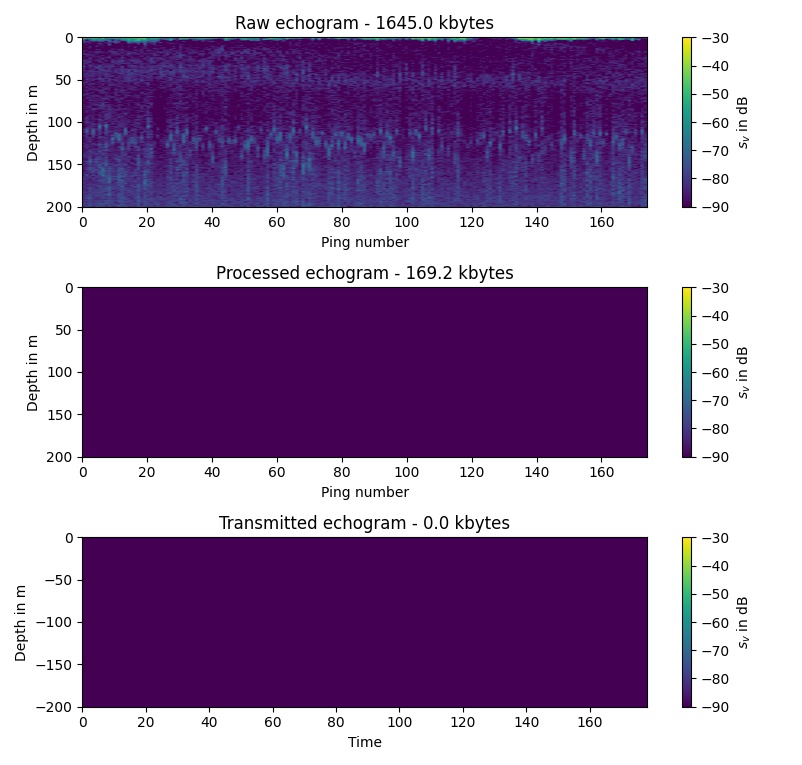 Raw echogram - 1645.0 kbytes
0
50
100
150
200
Depth in m
0 20 40 60 80 100 120 140 160
Ping number
−30
−40
−50
−60
−70
−80
−90
sᵥ in dB
Processed echogram - 169.2 kbytes
0
50
100
150
200
Depth in m
0 20 40 60 80 100 120 140 160
Ping number
−30
−40
−50
−60
−70
−80
−90
sᵥ in dB
Transmitted echogram - 0.0 kbytes
0
−50
−100
−150
−200
Depth in m
0 20 40 60 80 100 120 140 160
Time
−30
−40
−50
−60
−70
−80
−90
sᵥ in dB